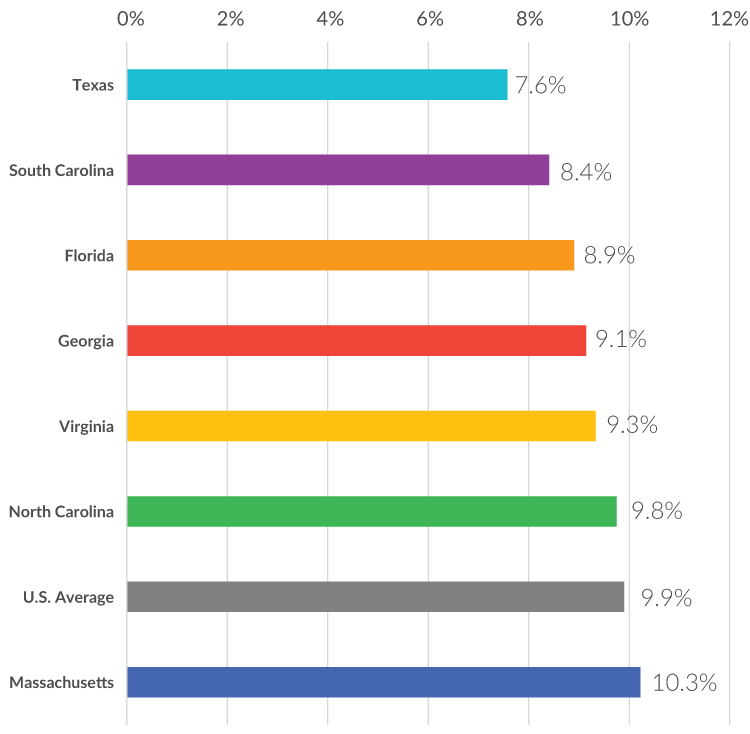 0% 2% 4% 6% 8% 10% 12%
Texas 7.6%
South Carolina 8.4%
Florida 8.9%
Georgia 9.1%
Virginia 9.3%
North Carolina 9.8%
U.S. Average 9.9%
Massachusetts 10.3%